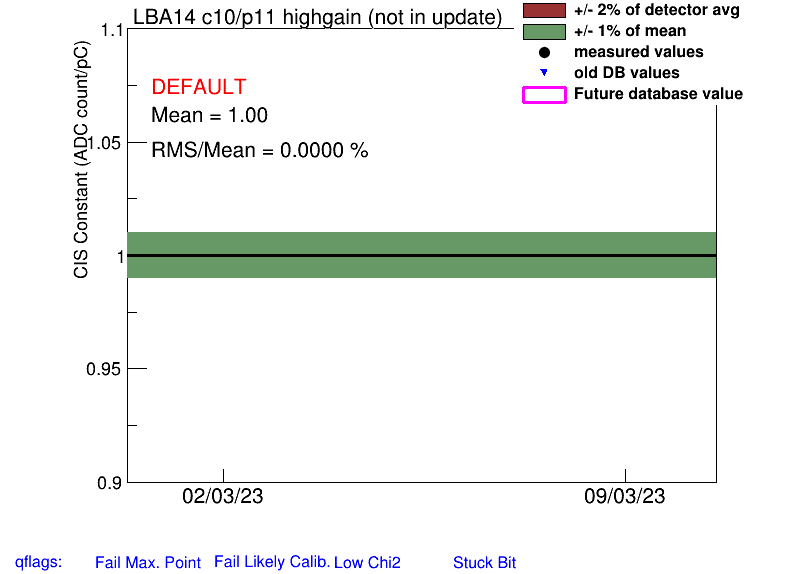 LBA14 c10/p11 highgain (not in update)
+/- 2% of detector avg
+/- 1% of mean
measured values
old DB values
Future database value
DEFAULT
Mean = 1.00
RMS/Mean = 0.0000 %
CIS Constant (ADC count/pC)
1.1
1.05
1
0.95
0.9
02/03/23 09/03/23
qflags: Fail Max. Point Fail Likely Calib. Low Chi2 Stuck Bit